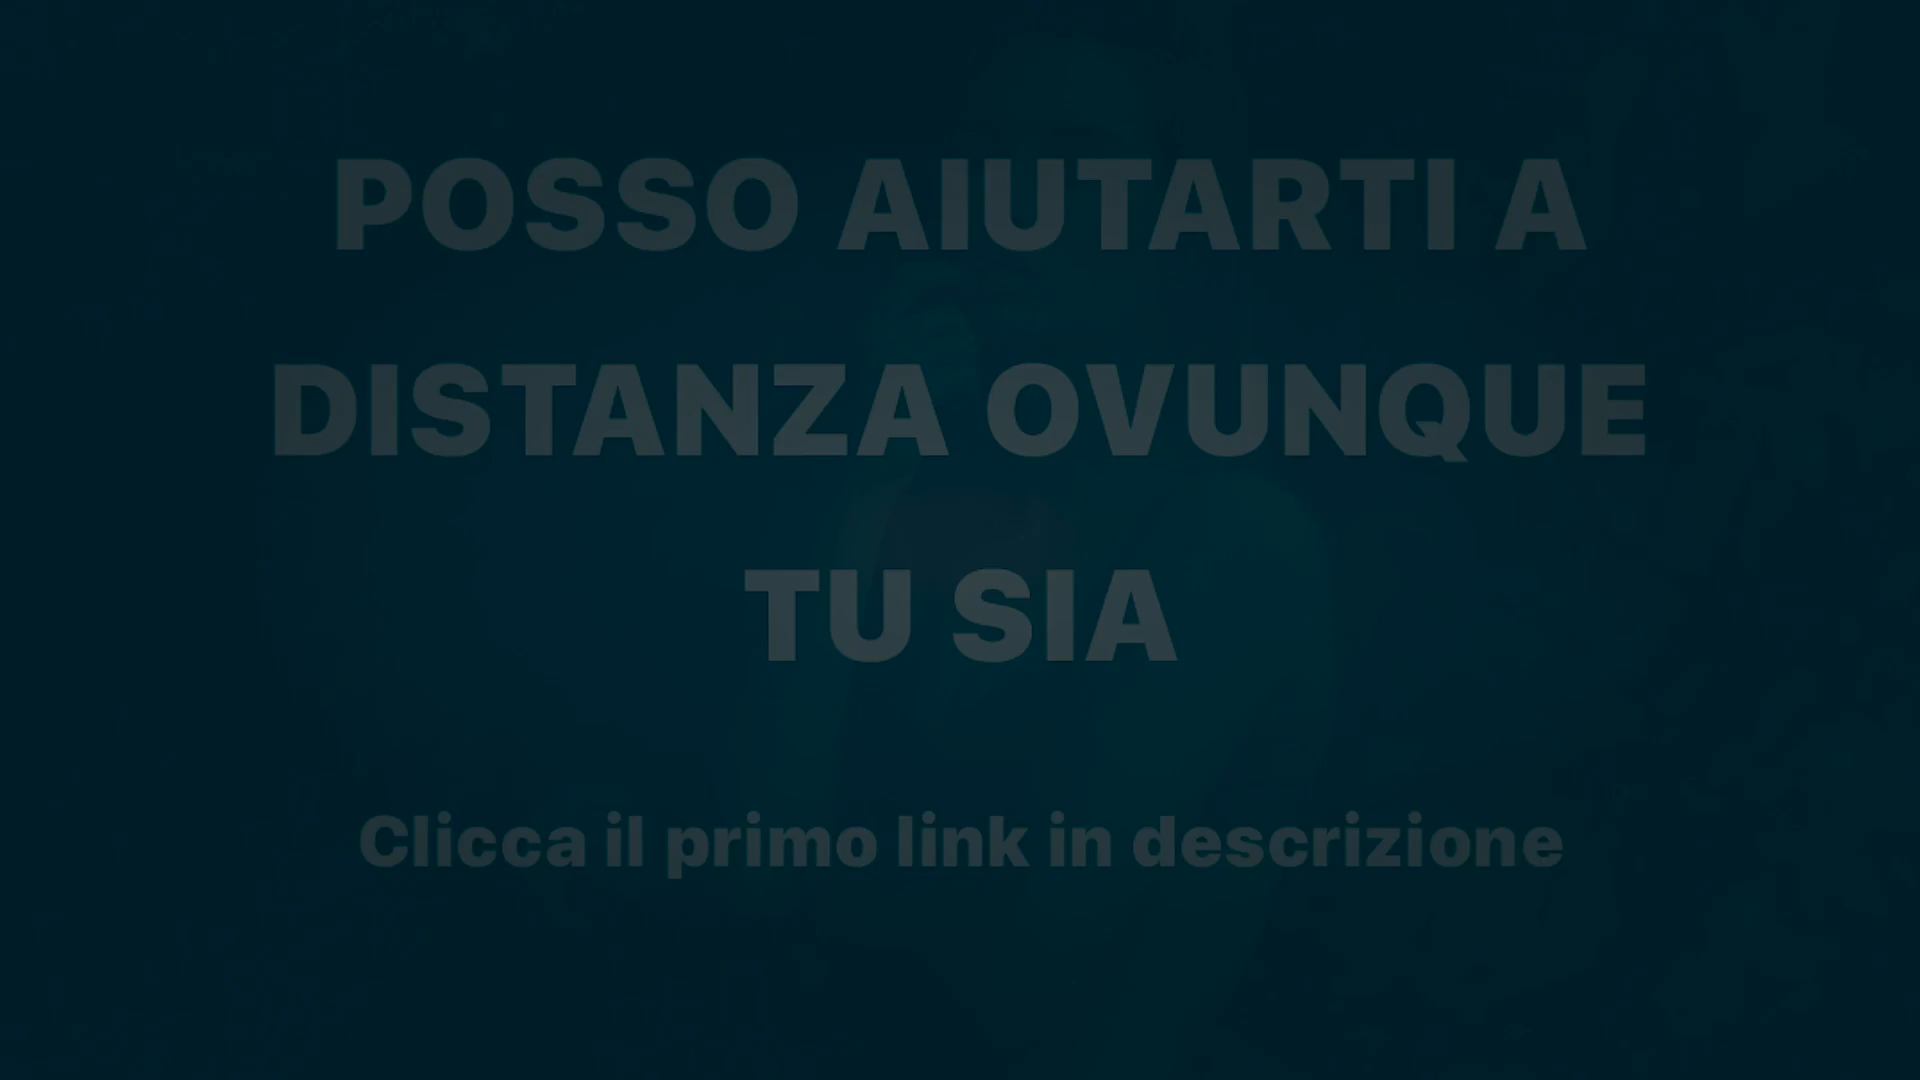 POSSO AIUTARTI A
DISTANZA OVUNQUE
TU SIA
Clicca il primo link in descrizione